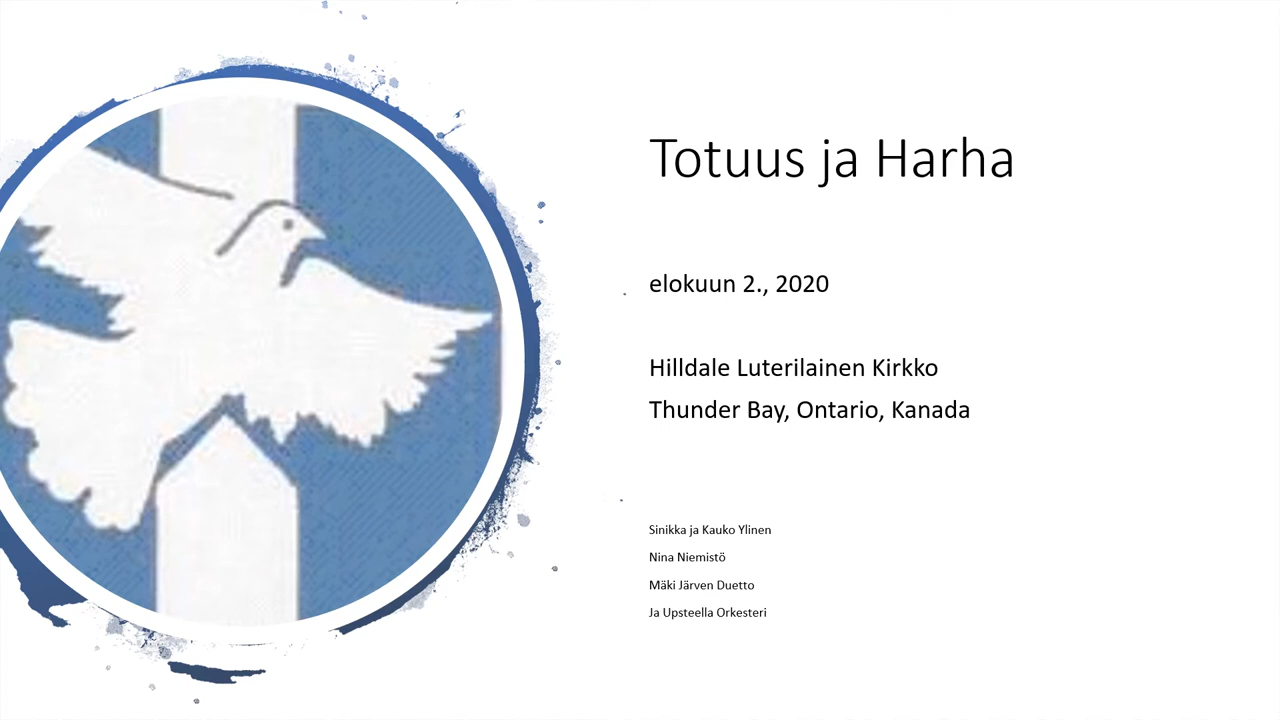 Totuus ja Harha
elokuun 2., 2020
Hilldale Luterilainen Kirkko
Thunder Bay, Ontario, Kanada
Sinikka ja Kauko Ylinen
Nina Niemistö
Mäki Järven Duetto
Ja Upsteella Orkesteri